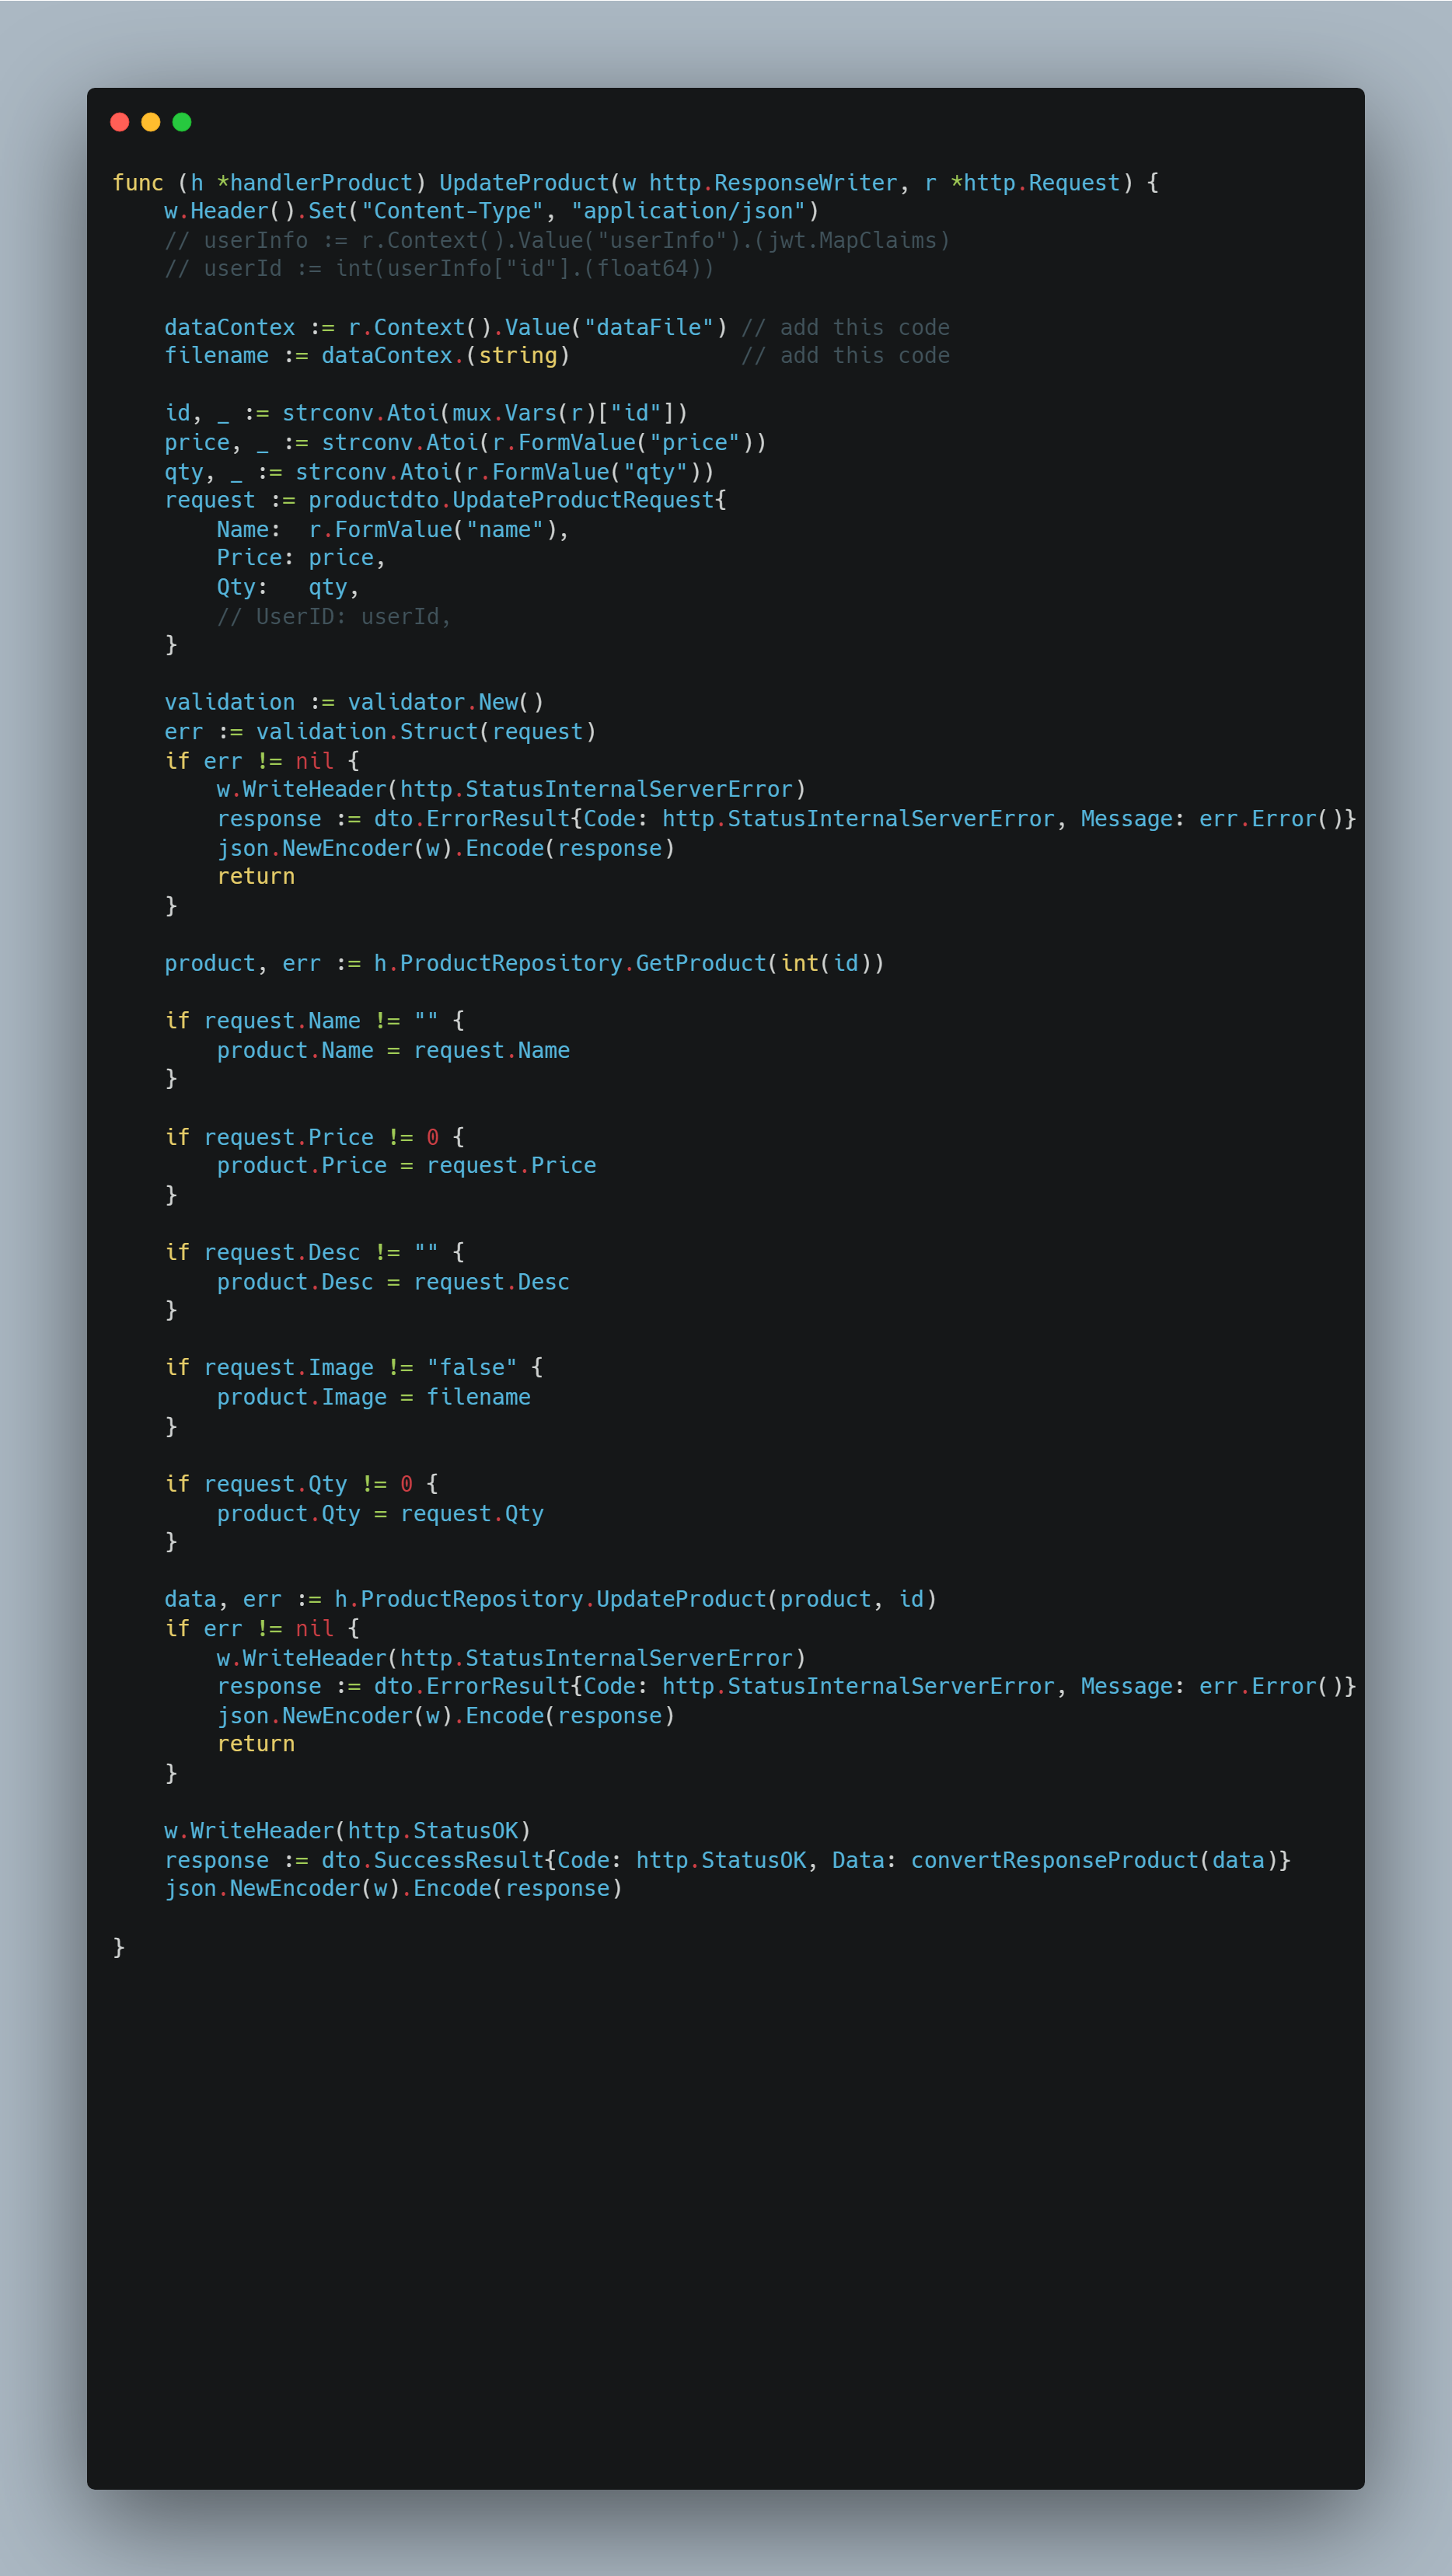 func (h *handlerProduct) UpdateProduct(w http.ResponseWriter, r *http.Request) {
    w.Header().Set("Content-Type", "application/json")
    // userInfo := r.Context().Value("userInfo").(jwt.MapClaims)
    // userId := int(userInfo["id"].(float64))

    dataContex := r.Context().Value("dataFile") // add this code
    filename := dataContex.(string)             // add this code

    id, _ := strconv.Atoi(mux.Vars(r)["id"])
    price, _ := strconv.Atoi(r.FormValue("price"))
    qty, _ := strconv.Atoi(r.FormValue("qty"))
    request := productdto.UpdateProductRequest{
        Name:  r.FormValue("name"),
        Price: price,
        Qty:   qty,
        // UserID: userId,
    }

    validation := validator.New()
    err := validation.Struct(request)
    if err != nil {
        w.WriteHeader(http.StatusInternalServerError)
        response := dto.ErrorResult{Code: http.StatusInternalServerError, Message: err.Error()}
        json.NewEncoder(w).Encode(response)
        return
    }

    product, err := h.ProductRepository.GetProduct(int(id))

    if request.Name != "" {
        product.Name = request.Name
    }

    if request.Price != 0 {
        product.Price = request.Price
    }

    if request.Desc != "" {
        product.Desc = request.Desc
    }

    if request.Image != "false" {
        product.Image = filename
    }

    if request.Qty != 0 {
        product.Qty = request.Qty
    }

    data, err := h.ProductRepository.UpdateProduct(product, id)
    if err != nil {
        w.WriteHeader(http.StatusInternalServerError)
        response := dto.ErrorResult{Code: http.StatusInternalServerError, Message: err.Error()}
        json.NewEncoder(w).Encode(response)
        return
    }

    w.WriteHeader(http.StatusOK)
    response := dto.SuccessResult{Code: http.StatusOK, Data: convertResponseProduct(data)}
    json.NewEncoder(w).Encode(response)

}